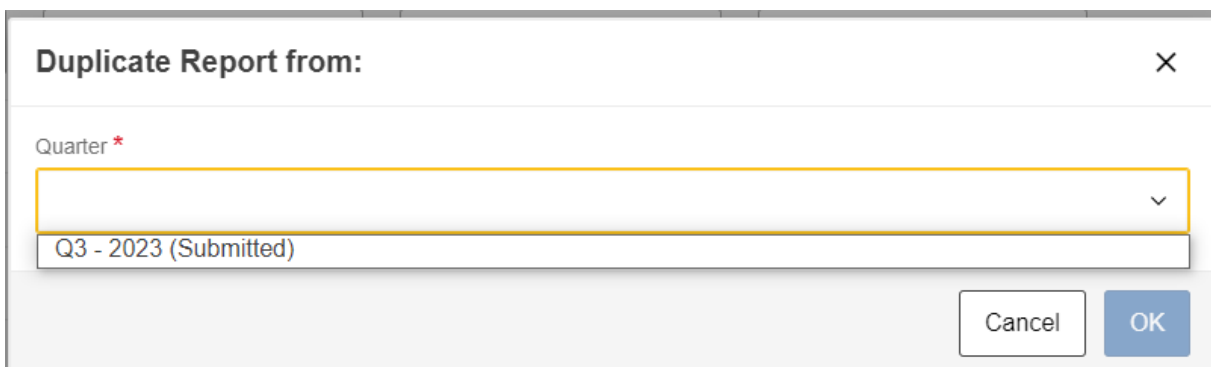 Duplicate Report from:
Quarter *
Q3 - 2023 (Submitted)
Cancel OK